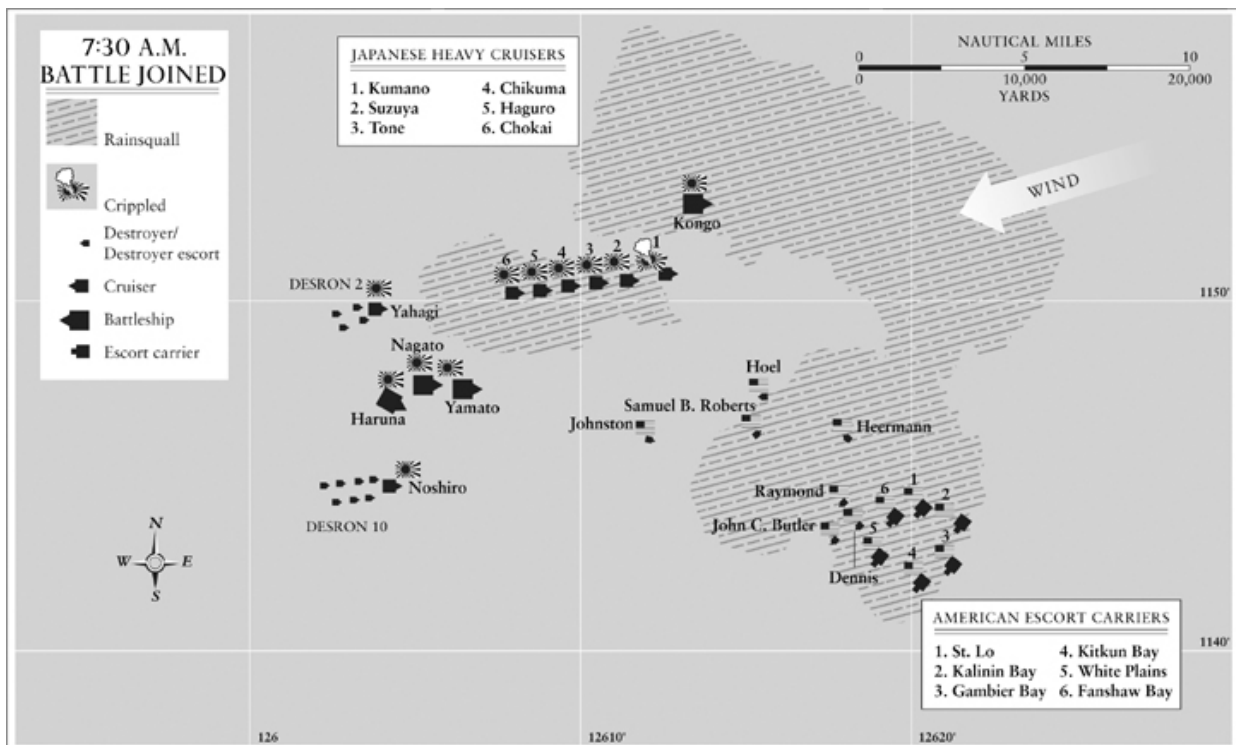 7:30 A.M.
BATTLE JOINED
Rainsquall
Crippled
Destroyer/
Destroyer escort
Cruiser
Battleship
Escort carrier
JAPANESE HEAVY CRUISERS
1. Kumano 4. Chikuma
2. Suzuya 5. Haguro
3. Tone 6. Chokai
NAUTICAL MILES
0 5 10
0 10,000 20,000
YARDS
WIND
Kongo
6 5 4 3 2 1
DESRON 2
Yahagi
1150'
Nagato
Haruna
Yamato
Hoel
Samuel B. Roberts
Johnston
Heermann
Noshiro
DESRON 10
Raymond
6 1 2
John C. Butler
5 4 3
Dennis
N
W E
S
AMERICAN ESCORT CARRIERS
1. St. Lo 4. Kitkun Bay
2. Kalinin Bay 5. White Plains
3. Gambier Bay 6. Fanshaw Bay
1140'
126 12610' 12620'